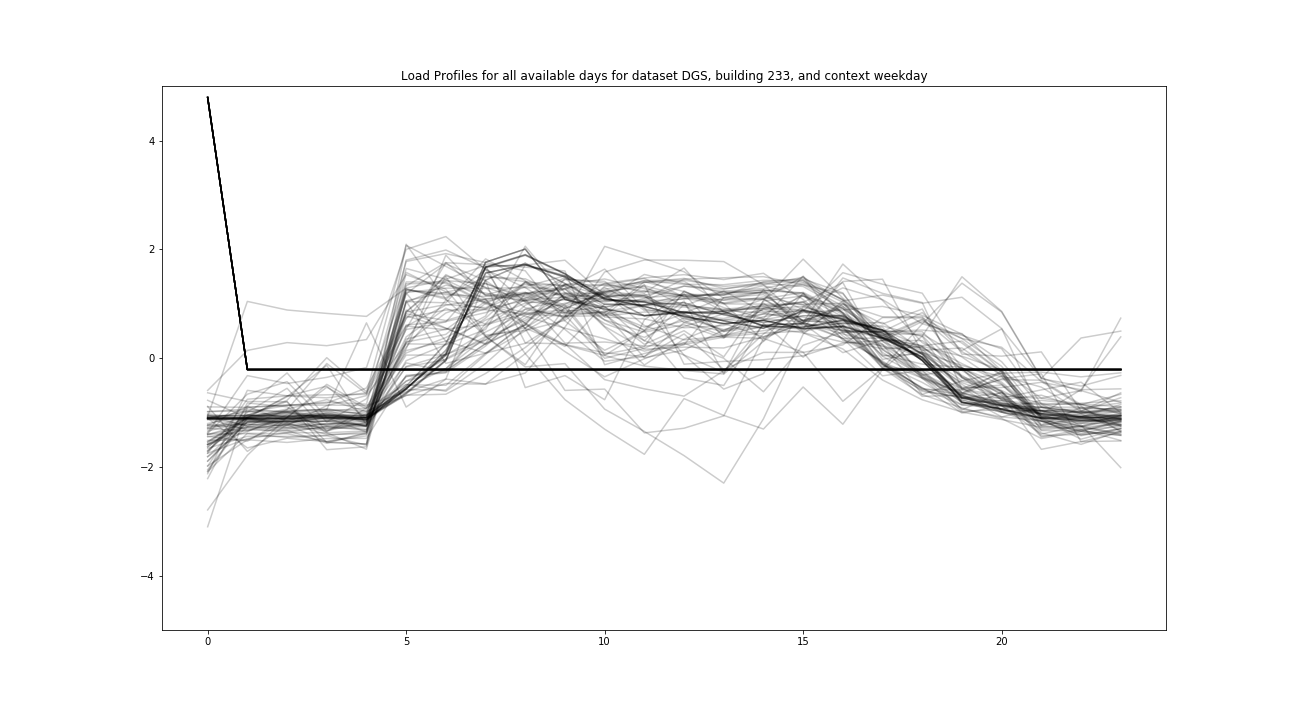 Load Profiles for all available days for dataset DGS, building 233, and context weekday
4
2
0
−2
−4
0 5 10 15 20